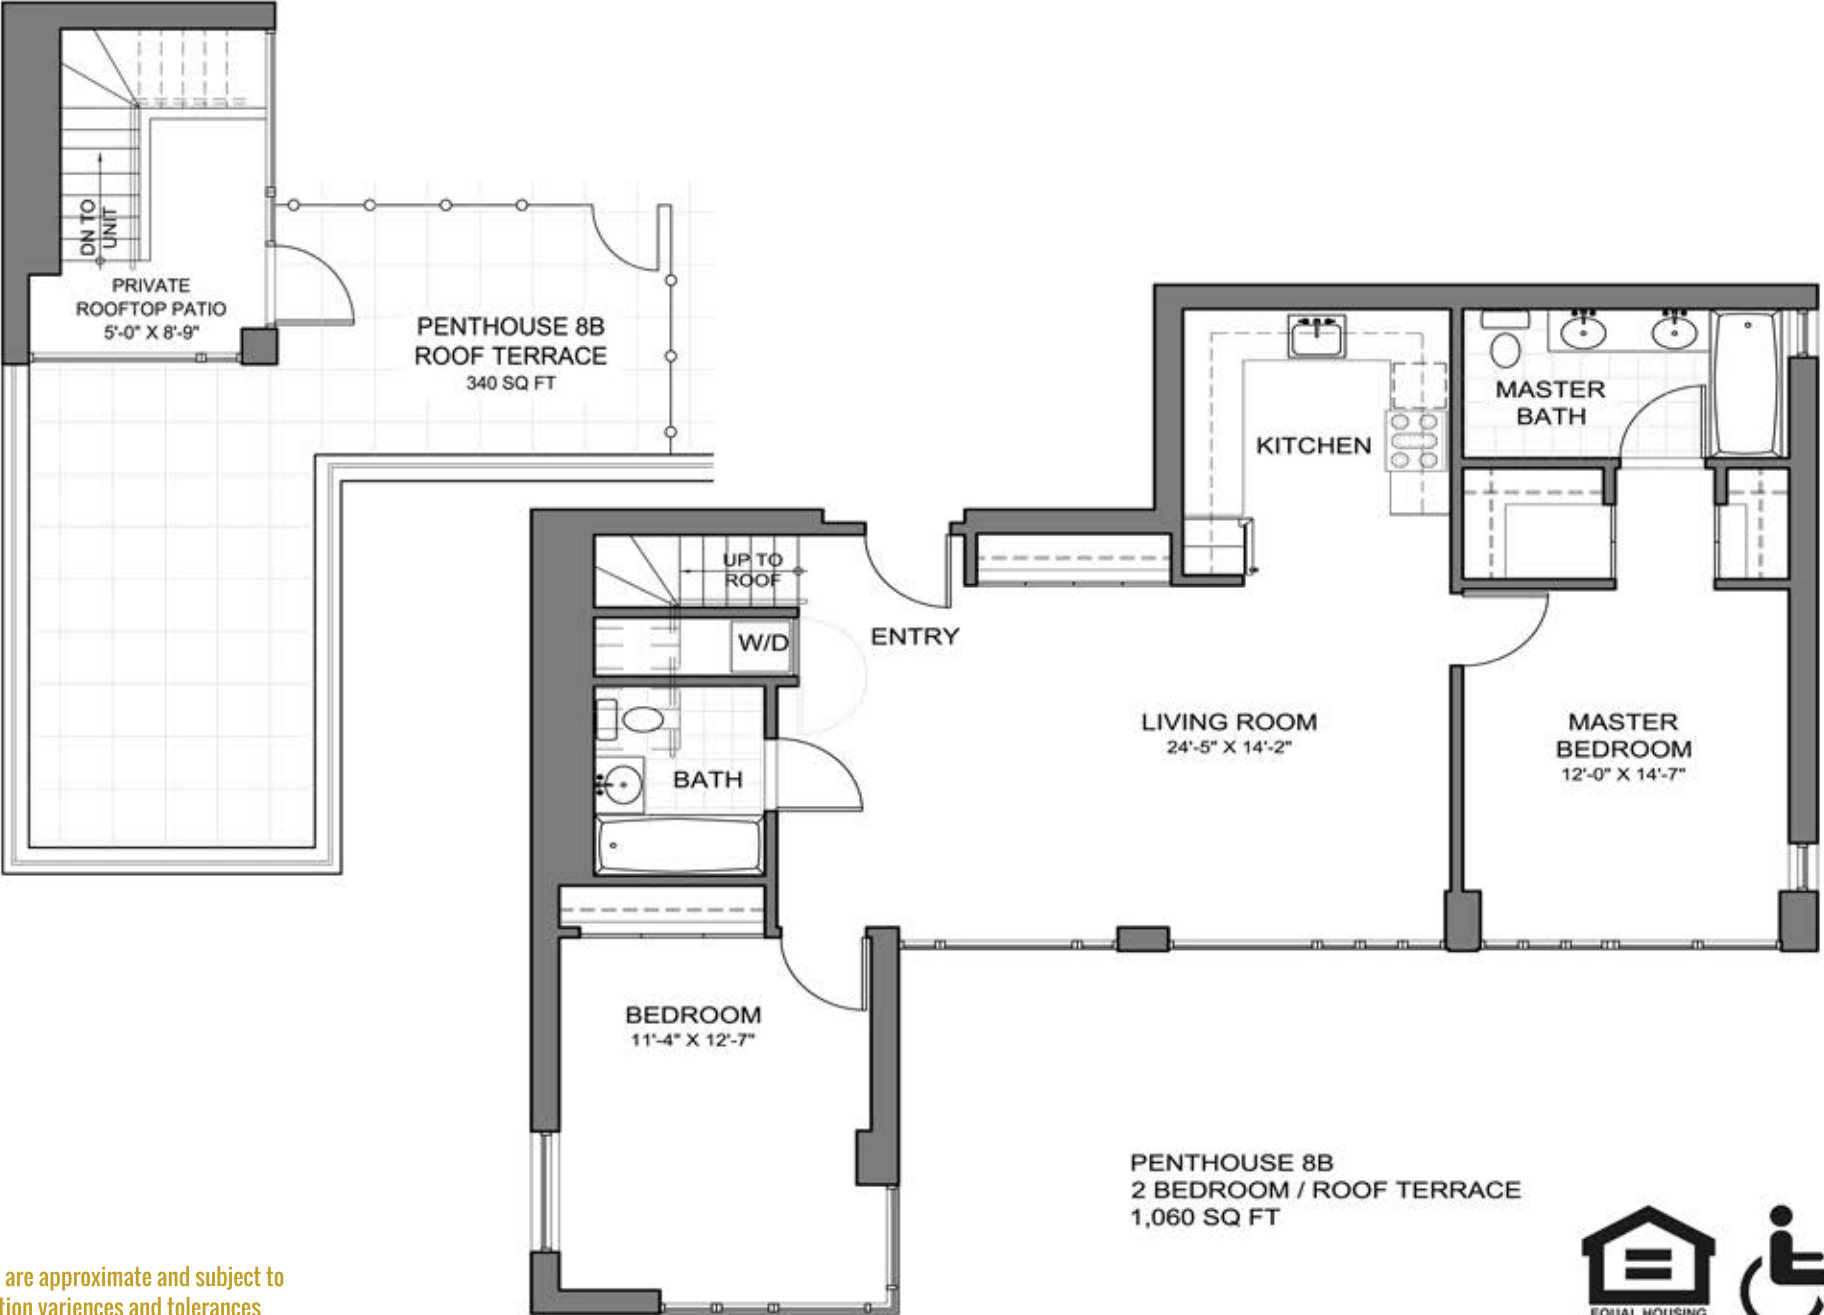 DN TO
UNIT
PRIVATE
ROOFTOP PATIO
5'-0" X 8'-9"
PENTHOUSE 8B
ROOF TERRACE
340 SQ FT
MASTER
BATH
KITCHEN
UP TO
ROOF
W/D
ENTRY
BATH
LIVING ROOM
24'-5" X 14'-2"
MASTER
BEDROOM
12'-0" X 14'-7"
BEDROOM
11'-4" X 12'-7"
PENTHOUSE 8B
2 BEDROOM / ROOF TERRACE
1,060 SQ FT
are approximate and subject to
tion variences and tolerances
EQUAL HOUSING